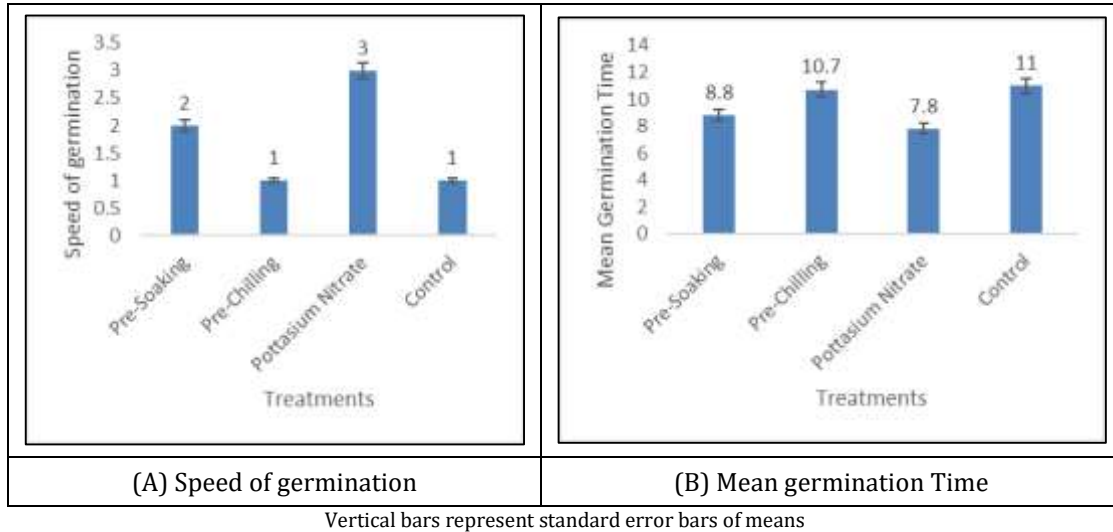 Speed of germination
3.5
3
2.5
2
1.5
1
0.5
0
2
1
3
1
Pre-Soaking
Pre-Chilling
Pottasium Nitrate
Control
Treatments
Mean Germination Time
14
12
10
8
6
4
2
0
8.8
10.7
7.8
11
Pre-Soaking
Pre-Chilling
Pottasium Nitrate
Control
Treatments
(A) Speed of germination
(B) Mean germination Time
Vertical bars represent standard error bars of means